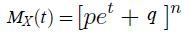 M_X(t) = [pe^t + q]^n